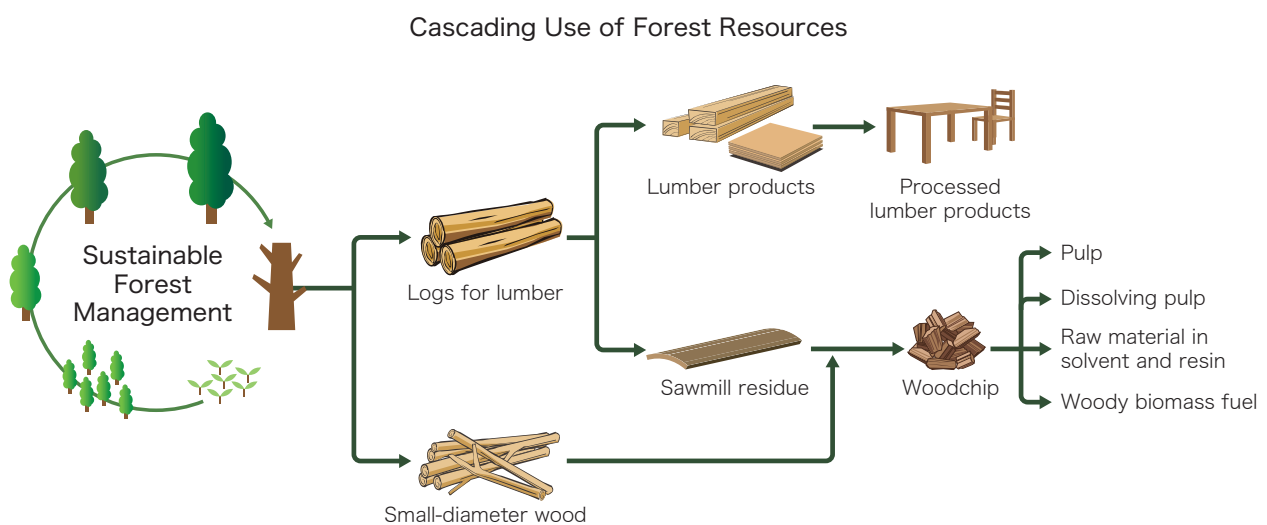 Cascading Use of Forest Resources
Sustainable
Forest
Management
Logs for lumber
Small-diameter wood
Lumber products
Processed
lumber products
Sawmill residue
Woodchip
Pulp
Dissolving pulp
Raw material in
solvent and resin
Woody biomass fuel